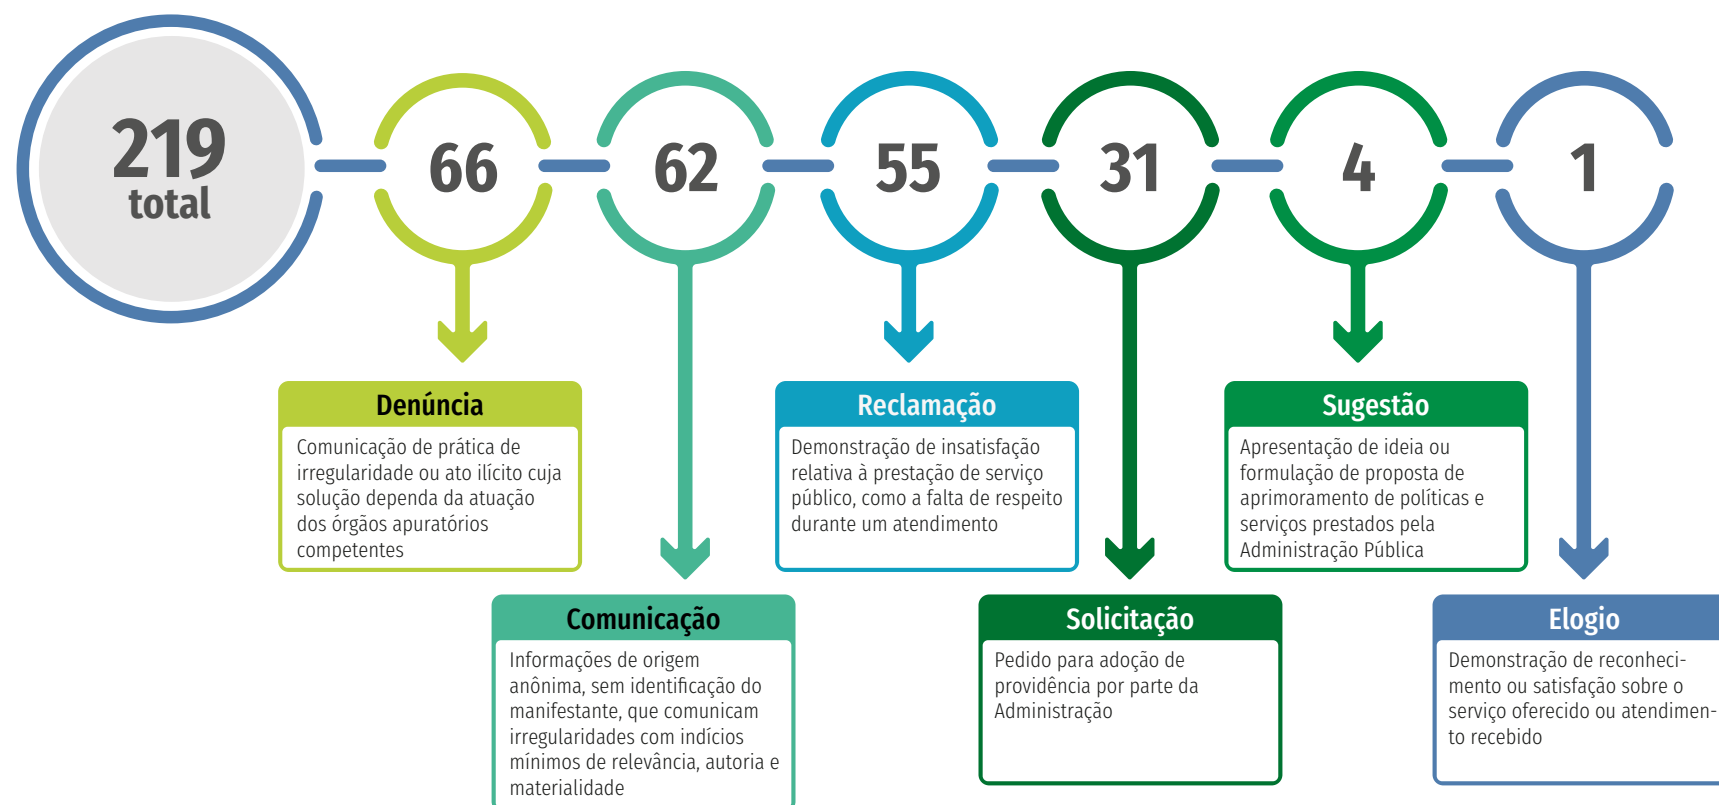 219
total
66
62
55
31
4
1
Denúncia
Comunicação de prática de
irregularidade ou ato ilícito cuja
solução dependa da atuação
dos órgãos apuratórios
competentes
Reclamação
Demonstração de insatisfação
relativa à prestação de serviço
público, como a falta de respeito
durante um atendimento
Sugestão
Apresentação de ideia ou
formulação de proposta de
aprimoramento de políticas e
serviços prestados pela
Administração Pública
Comunicação
Informações de origem
anônima, sem identificação do
manifestante, que comunicam
irregularidades com indícios
mínimos de relevância, autoria e
materialidade
Solicitação
Pedido para adoção de
providência por parte da
Administração
Elogio
Demonstração de reconheci-
mento ou satisfação sobre o
serviço oferecido ou atendimen-
to recebido